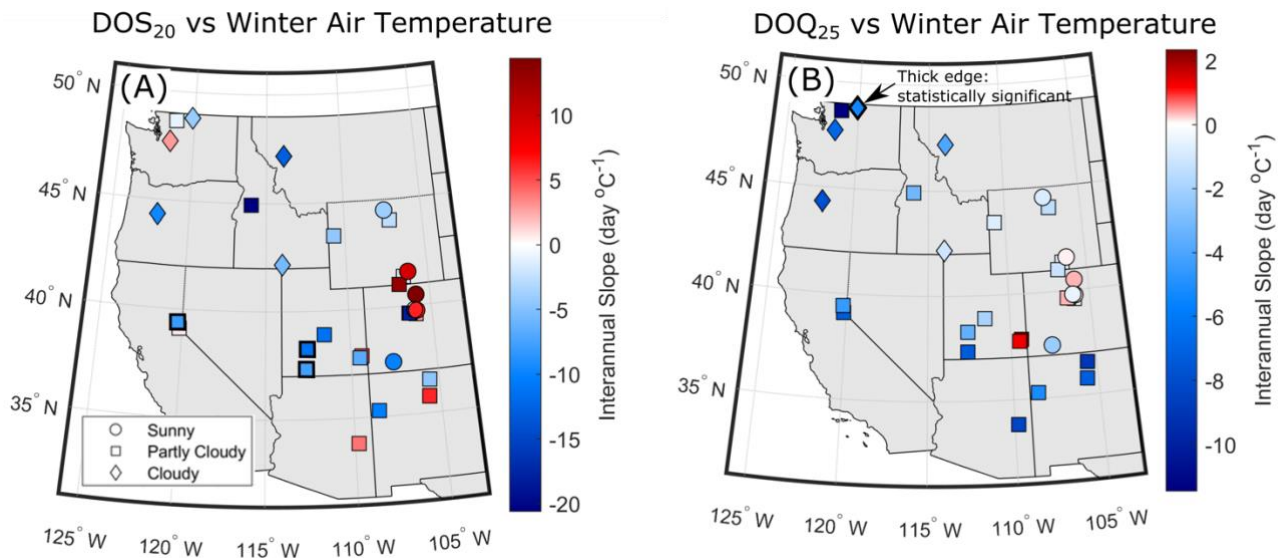 DOS₂₀ vs Winter Air Temperature
(A)
50° N
45° N
40° N
35° N
125° W
120° W
115° W
110° W
105° W
Sunny
Partly Cloudy
Cloudy
10
5
0
-5
-10
-15
-20
Interannual Slope (day °C⁻¹)
DOQ₂₅ vs Winter Air Temperature
(B)
Thick edge:
statistically significant
50° N
45° N
40° N
35° N
125° W
120° W
115° W
110° W
105° W
2
0
-2
-4
-6
-8
-10
Interannual Slope (day °C⁻¹)